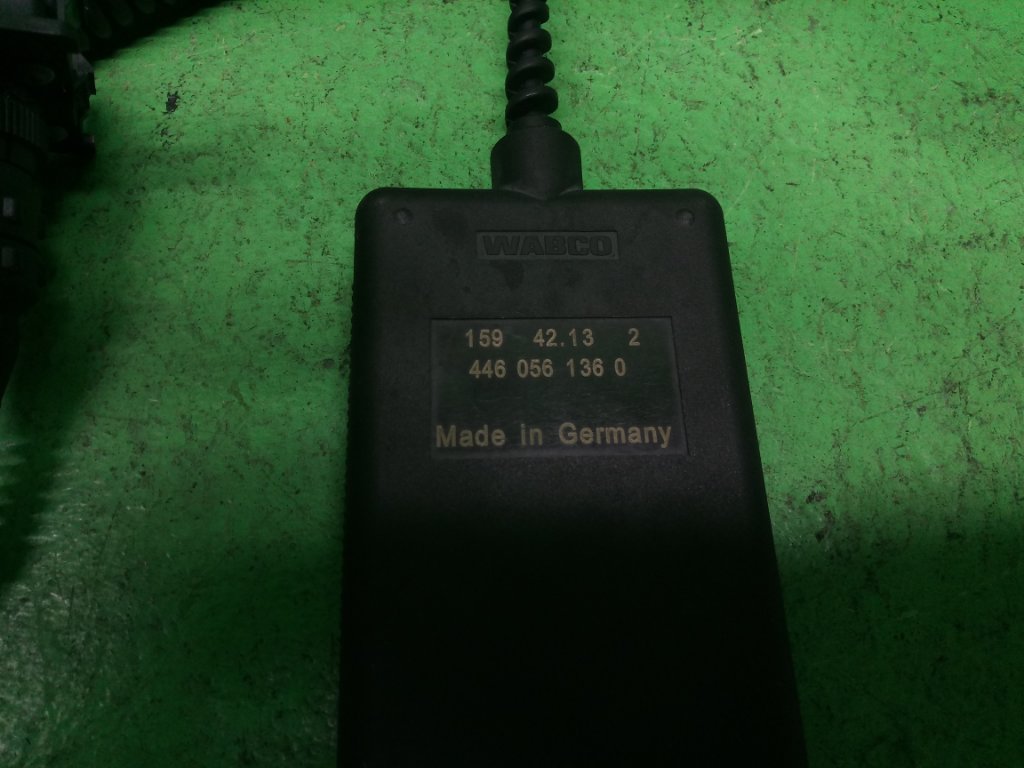 WABCO
159 42.13 2
446 056 136 0
Made in Germany